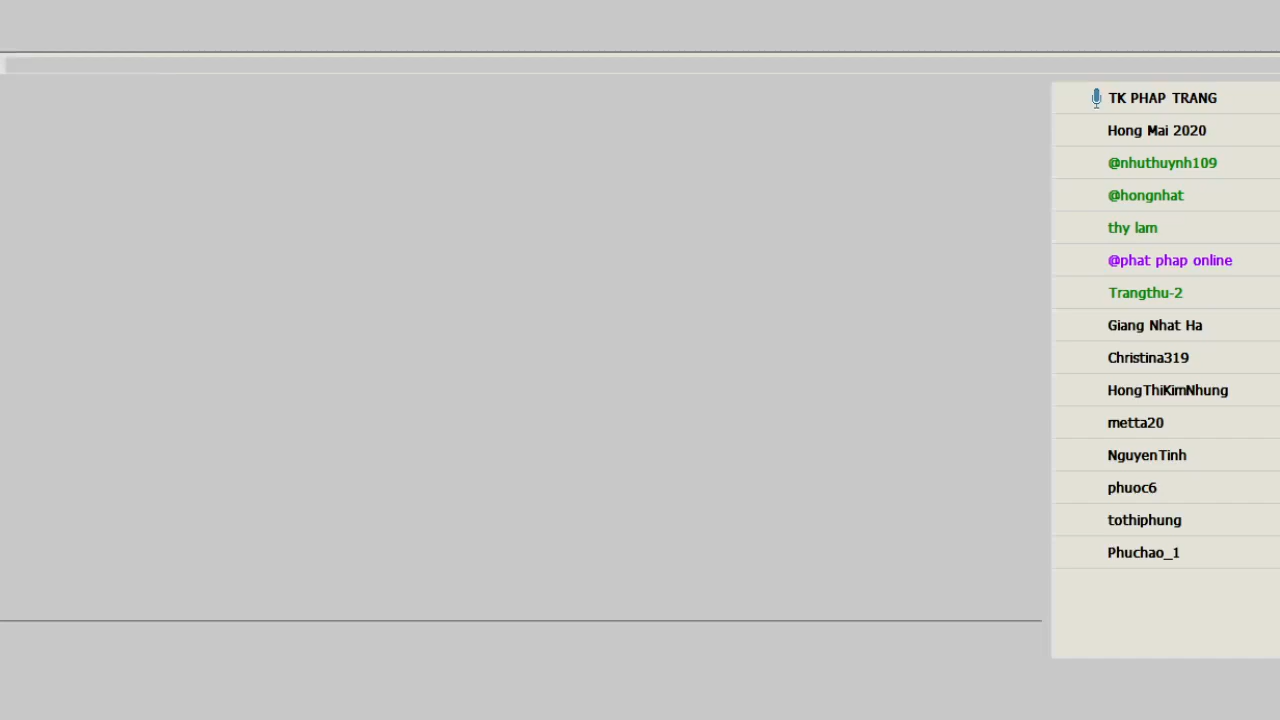 TK PHAP TRANG
Hong Mai 2020
@nhuthuynh109
@hongnhat
thy lam
@phat phap online
Trangthu-2
Giang Nhat Ha
Christina319
HongThiKimNhung
metta20
NguyenTinh
phuoc6
tothiphung
Phuchao_1